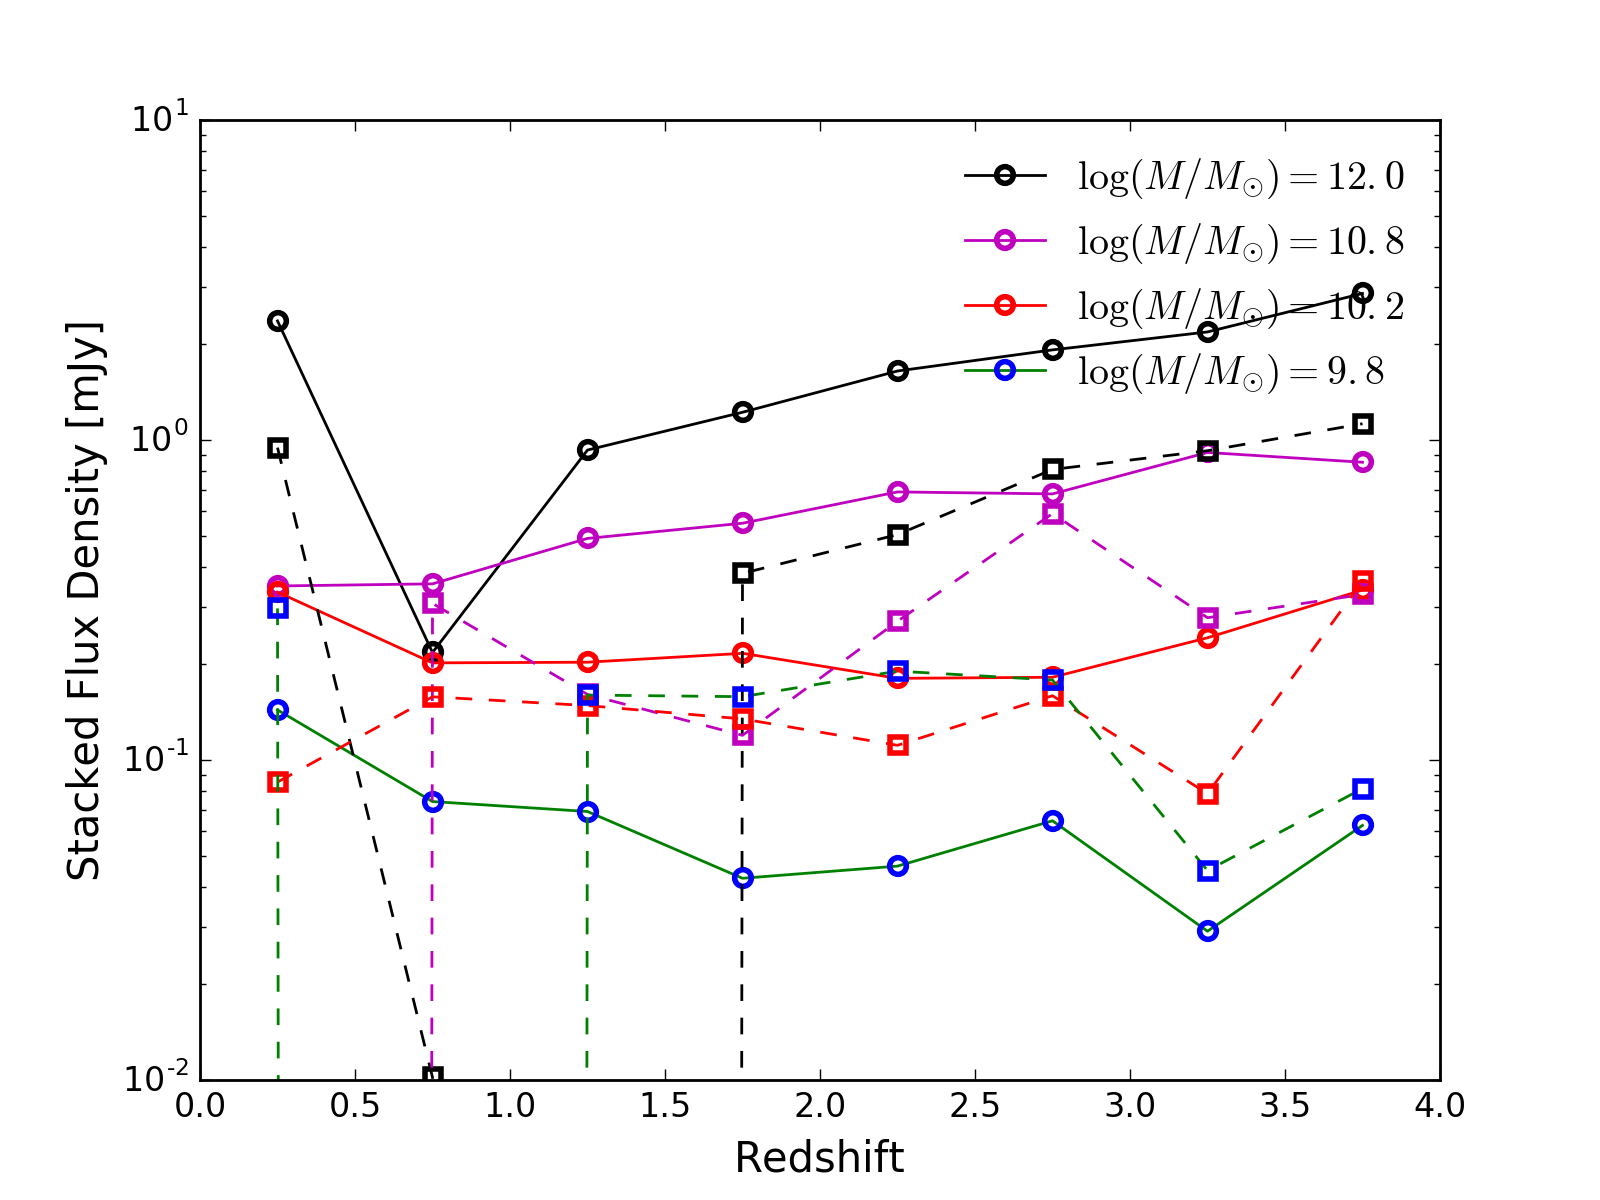 10^1
10^0
10^-1
10^-2
Stacked Flux Density [mJy]
log(M/M⊙) = 12.0
log(M/M⊙) = 10.8
log(M/M⊙) = 10.2
log(M/M⊙) = 9.8
0.0 0.5 1.0 1.5 2.0 2.5 3.0 3.5 4.0
Redshift